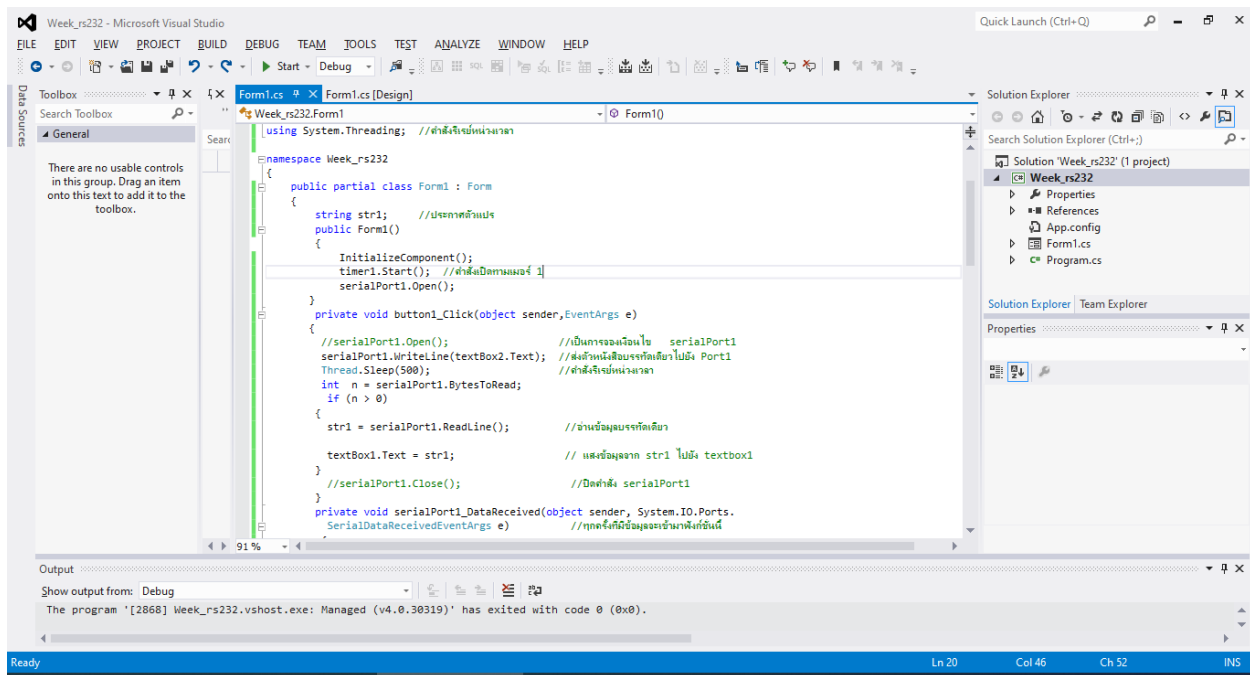 Week_rs232 - Microsoft Visual Studio
Quick Launch (Ctrl+Q)
FILE EDIT VIEW PROJECT BUILD DEBUG TEAM TOOLS TEST ANALYZE WINDOW HELP
Start Debug
Data Sources
Toolbox
Search Toolbox
General
There are no usable controls
in this group. Drag an item
onto this text to add it to the
toolbox.
Sear
Form1.cs Form1.cs [Design]
Week_rs232.Form1 Form1()
using System.Threading; //คำสั่งรีเรย์หน่วงเวลา
namespace Week_rs232
{
public partial class Form1 : Form
{
string str1; //ประกาศตัวแปร
public Form1()
{
InitializeComponent();
timer1.Start(); //คำสั่งเปิดทามเมอร์ 1
serialPort1.Open();
}
private void button1_Click(object sender,EventArgs e)
{
//serialPort1.Open(); //เป็นการจองเงื่อนไข serialPort1
serialPort1.WriteLine(textBox2.Text); //ส่งตัวหนังสือบรรทัดเดียวไปยัง Port1
Thread.Sleep(500); //คำสั่งรีเรย์หน่วงเวลา
int n = serialPort1.BytesToRead;
if (n > 0)
{
str1 = serialPort1.ReadLine(); //อ่านข้อมูลบรรทัดเดียว
textBox1.Text = str1; // แสงข้อมูลจาก str1 ไปยัง textbox1
}
//serialPort1.Close(); //ปิดคำสั่ง serialPort1
}
private void serialPort1_DataReceived(object sender, System.IO.Ports.
SerialDataReceivedEventArgs e) //ทุกครั้งที่มีข้อมูลจะเข้ามาฟังก์ชันนี้
91 %
Solution Explorer
Search Solution Explorer (Ctrl+;)
Solution 'Week_rs232' (1 project)
Week_rs232
Properties
References
App.config
Form1.cs
Program.cs
Solution Explorer Team Explorer
Properties
Output
Show output from: Debug
The program '[2868] Week_rs232.vshost.exe: Managed (v4.0.30319)' has exited with code 0 (0x0).
Ready Ln 20 Col 46 Ch 52 INS